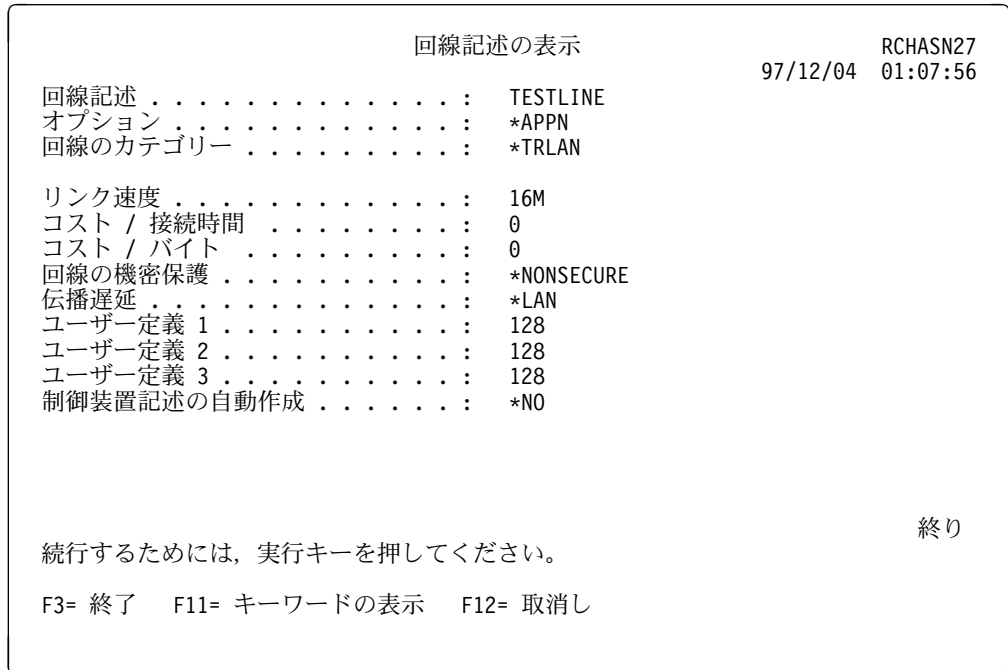 回線記述の表示 RCHASN27
97/12/04 01:07:56
回線記述 . . . . . . . . . . . . . . : TESTLINE
オプション . . . . . . . . . . . . . : *APPN
回線のカテゴリー . . . . . . . . . . : *TRLAN
リンク速度 . . . . . . . . . . . . . : 16M
コスト / 接続時間 . . . . . . . . . : 0
コスト / バイト . . . . . . . . . . : 0
回線の機密保護 . . . . . . . . . . . : *NONSECURE
伝播遅延 . . . . . . . . . . . . . . : *LAN
ユーザー定義 1 . . . . . . . . . . . : 128
ユーザー定義 2 . . . . . . . . . . . : 128
ユーザー定義 3 . . . . . . . . . . . : 128
制御装置記述の自動作成 . . . . . . . : *NO
終り
続行するためには, 実行キーを押してください。
F3= 終了 F11= キーワードの表示 F12= 取消し